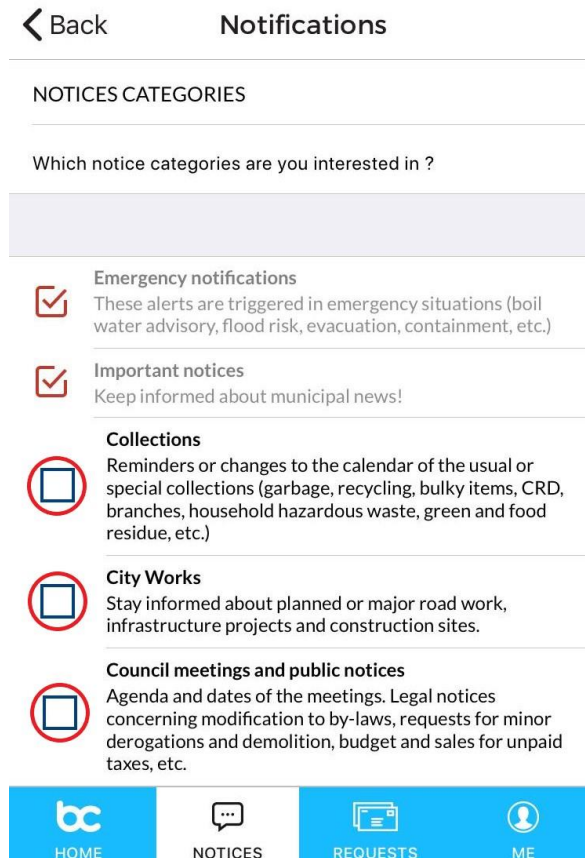 Back
Notifications
NOTICES CATEGORIES
Which notice categories are you interested in ?
Emergency notifications
These alerts are triggered in emergency situations (boil
water advisory, flood risk, evacuation, containment, etc.)
Important notices
Keep informed about municipal news!
Collections
Reminders or changes to the calendar of the usual or
special collections (garbage, recycling, bulky items, CRD,
branches, household hazardous waste, green and food
residue, etc.)
City Works
Stay informed about planned or major road work,
infrastructure projects and construction sites.
Council meetings and public notices
Agenda and dates of the meetings. Legal notices
concerning modification to by-laws, requests for minor
derogations and demolition, budget and sales for unpaid
taxes, etc.
bc
HOME
NOTICES
REQUESTS
ME